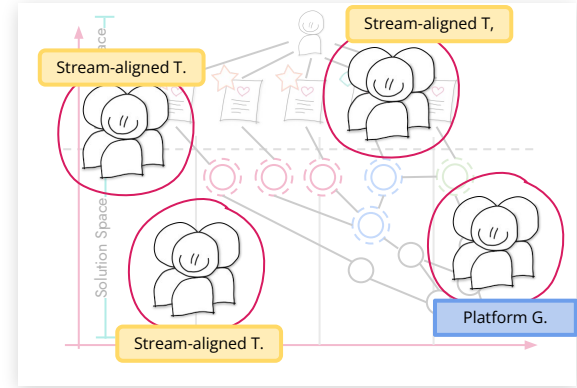 Stream-aligned T,
Stream-aligned T.
Solution Space
Stream-aligned T.
Platform G.